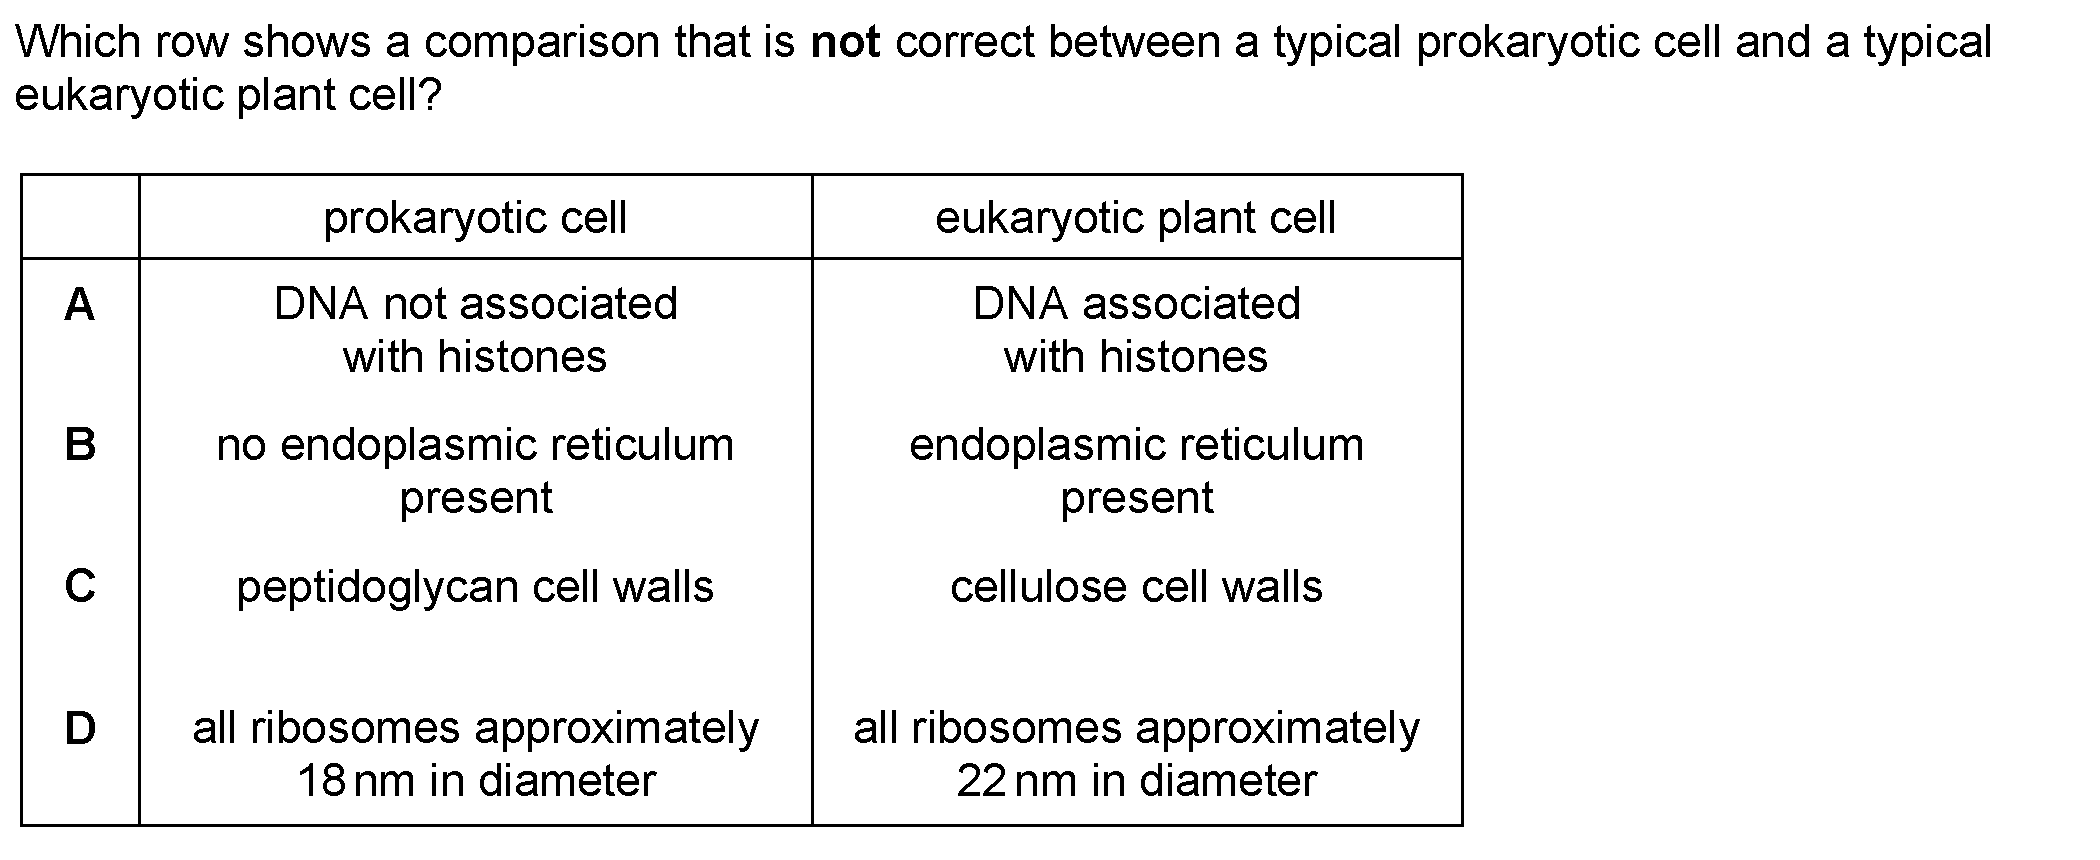 Which row shows a comparison that is not correct between a typical prokaryotic cell and a typical
eukaryotic plant cell?
prokaryotic cell eukaryotic plant cell
A DNA not associated DNA associated
with histones with histones
B no endoplasmic reticulum endoplasmic reticulum
present present
C peptidoglycan cell walls cellulose cell walls
D all ribosomes approximately all ribosomes approximately
18 nm in diameter 22 nm in diameter